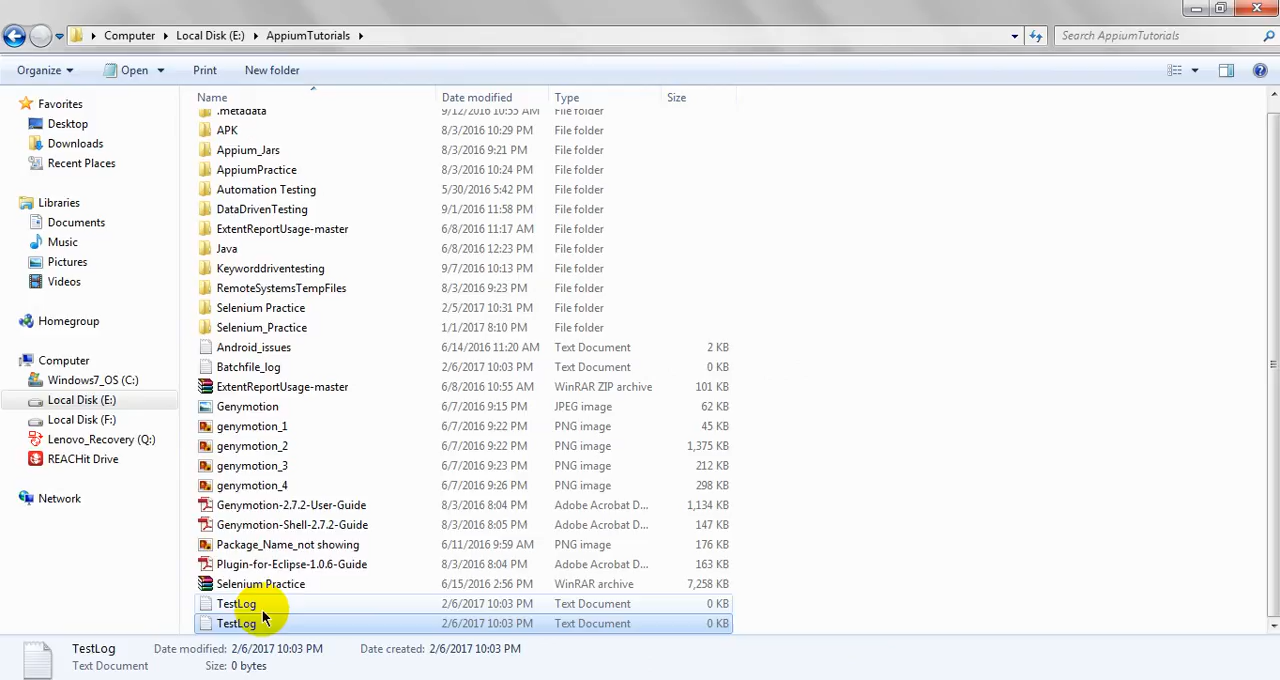 Computer Local Disk (E:) AppiumTutorials Search AppiumTutorials
Organize Open Print New folder
Name Date modified Type Size
Favorites
Desktop
Downloads
Recent Places
Libraries
Documents
Music
Pictures
Videos
Homegroup
Computer
Windows7_OS (C:)
Local Disk (E:)
Local Disk (F:)
Lenovo_Recovery (Q:)
REACHit Drive
Network
.metadata 9/12/2016 10:55 AM File folder
APK 8/3/2016 10:29 PM File folder
Appium_Jars 8/3/2016 9:21 PM File folder
AppiumPractice 8/3/2016 10:24 PM File folder
Automation Testing 5/30/2016 5:42 PM File folder
DataDrivenTesting 9/1/2016 11:58 PM File folder
ExtentReportUsage-master 6/8/2016 11:17 AM File folder
Java 6/8/2016 12:23 PM File folder
Keyworddriventesting 9/7/2016 10:13 PM File folder
RemoteSystemsTempFiles 8/3/2016 9:23 PM File folder
Selenium Practice 2/5/2017 10:31 PM File folder
Selenium_Practice 1/1/2017 8:10 PM File folder
Android_issues 6/14/2016 11:20 AM Text Document 2 KB
Batchfile_log 2/6/2017 10:03 PM Text Document 0 KB
ExtentReportUsage-master 6/8/2016 10:55 AM WinRAR ZIP archive 101 KB
Genymotion 6/7/2016 9:15 PM JPEG image 62 KB
genymotion_1 6/7/2016 9:22 PM PNG image 45 KB
genymotion_2 6/7/2016 9:22 PM PNG image 1,375 KB
genymotion_3 6/7/2016 9:23 PM PNG image 212 KB
genymotion_4 6/7/2016 9:26 PM PNG image 298 KB
Genymotion-2.7.2-User-Guide 8/3/2016 8:04 PM Adobe Acrobat D... 1,134 KB
Genymotion-Shell-2.7.2-Guide 8/3/2016 8:05 PM Adobe Acrobat D... 147 KB
Package_Name_not showing 6/11/2016 9:59 AM PNG image 176 KB
Plugin-for-Eclipse-1.0.6-Guide 8/3/2016 8:04 PM Adobe Acrobat D... 163 KB
Selenium Practice 6/15/2016 2:56 PM WinRAR archive 7,258 KB
TestLog 2/6/2017 10:03 PM Text Document 0 KB
TestLog 2/6/2017 10:03 PM Text Document 0 KB
TestLog Date modified: 2/6/2017 10:03 PM Date created: 2/6/2017 10:03 PM
Text Document Size: 0 bytes